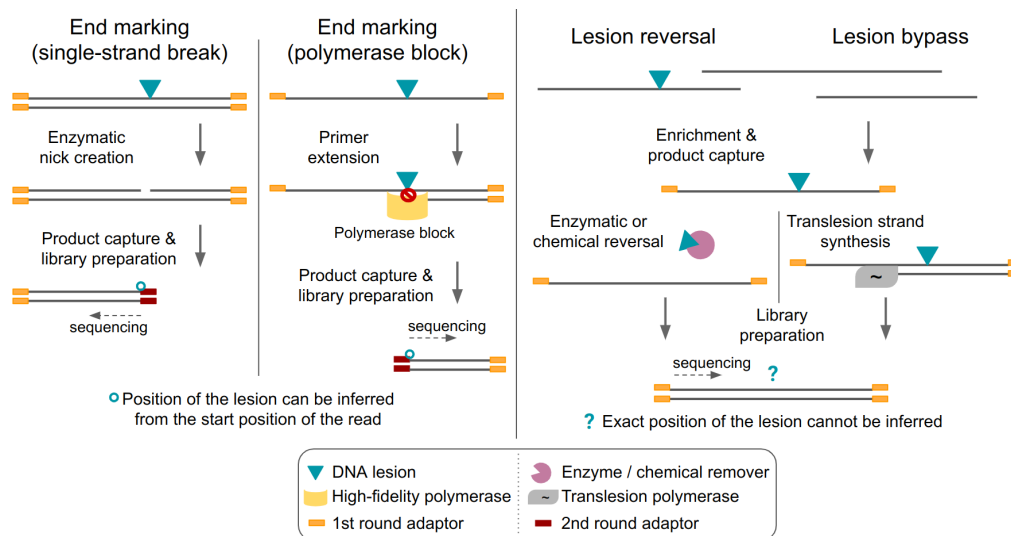 End marking
(single-strand break)
Enzymatic
nick creation
Product capture &
library preparation
sequencing
End marking
(polymerase block)
Primer
extension
Polymerase block
Product capture &
library preparation
sequencing
Position of the lesion can be inferred
from the start position of the read
Lesion reversal
Lesion bypass
Enrichment &
product capture
Enzymatic or
chemical reversal
Translesion strand
synthesis
~
Library
preparation
sequencing
?
? Exact position of the lesion cannot be inferred
DNA lesion
High-fidelity polymerase
1st round adaptor
Enzyme / chemical remover
~ Translesion polymerase
2nd round adaptor